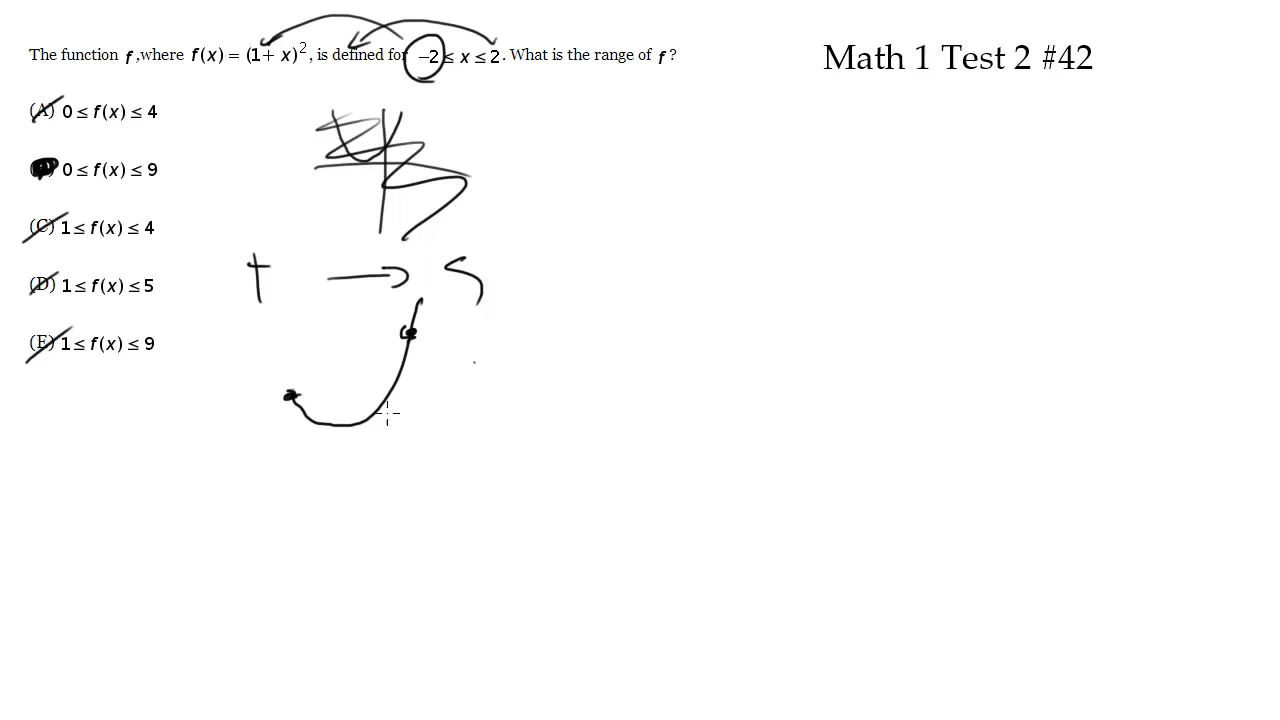 The function f ,where f(x) = (1+ x)², is defined for −2 ≤ x ≤ 2. What is the range of f ?
Math 1 Test 2 #42
(A) 0 ≤ f(x) ≤ 4
0 ≤ f(x) ≤ 9
(C) 1 ≤ f(x) ≤ 4
(D) 1 ≤ f(x) ≤ 5
(E) 1 ≤ f(x) ≤ 9